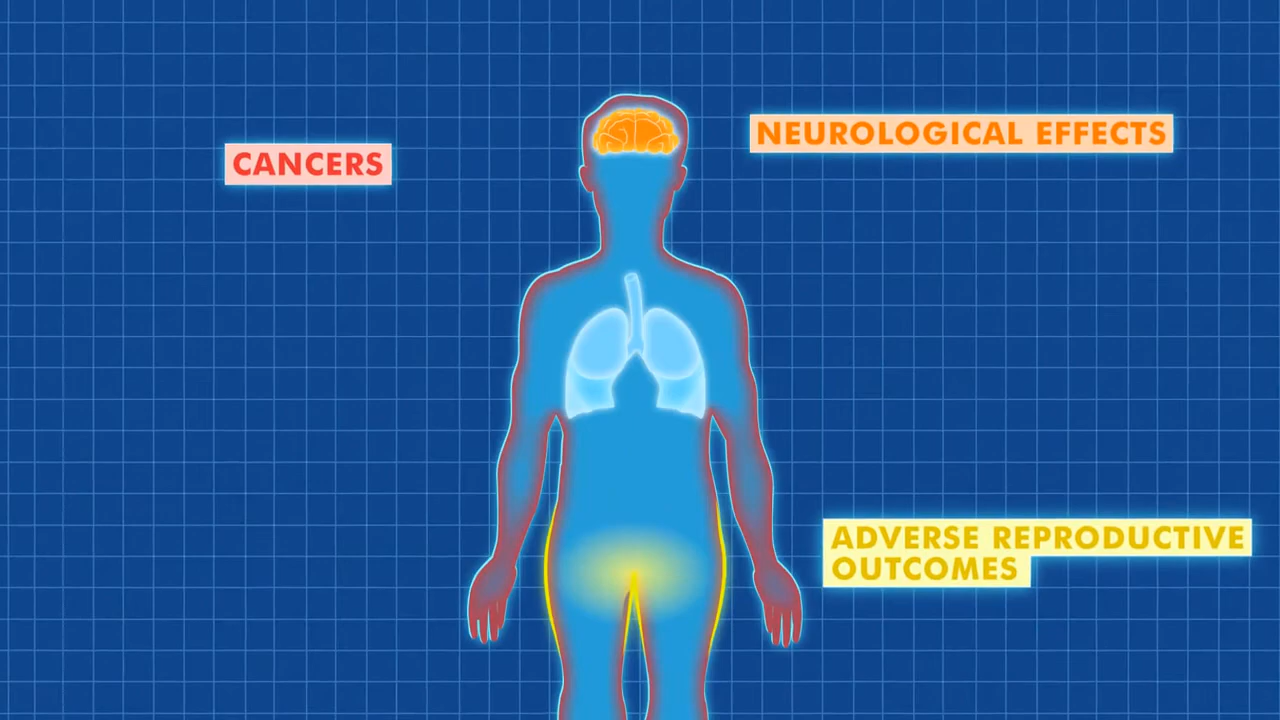 CANCERS
NEUROLOGICAL EFFECTS
ADVERSE REPRODUCTIVE
OUTCOMES